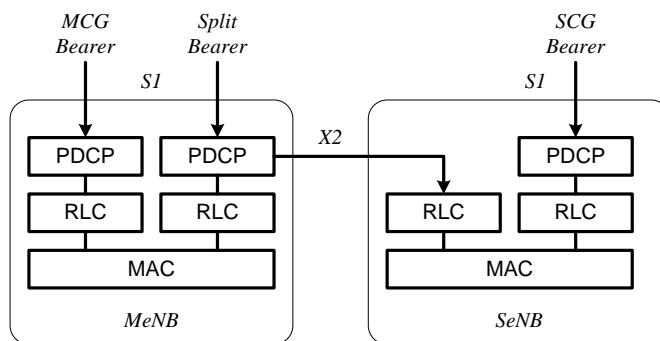 MCG Bearer
Split Bearer
SCG Bearer
S1
S1
X2
PDCP
PDCP
PDCP
RLC
RLC
RLC
RLC
MAC
MAC
MeNB
SeNB